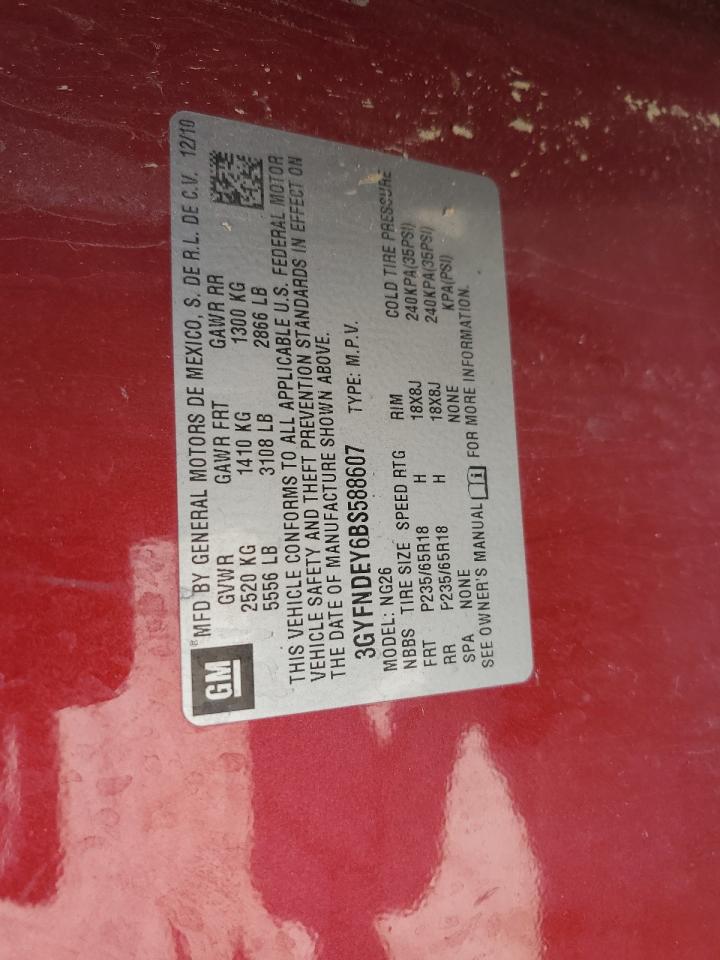 GM
MFD BY GENERAL MOTORS DE MEXICO, S. DE R.L. DE C.V. 12/10
GVWR GAWR FRT GAWR RR
2520 KG 1410 KG 1300 KG
5556 LB 3108 LB 2866 LB
THIS VEHICLE CONFORMS TO ALL APPLICABLE U.S. FEDERAL MOTOR
VEHICLE SAFETY AND THEFT PREVENTION STANDARDS IN EFFECT ON
THE DATE OF MANUFACTURE SHOWN ABOVE.
3GYFNDEY6BS588607 TYPE: M.P.V.
MODEL: NG26
NBBS TIRE SIZE SPEED RTG RIM COLD TIRE PRESSURE
FRT P235/65R18 H 18X8J 240KPA(35PSI)
RR P235/65R18 H 18X8J 240KPA(35PSI)
SPA NONE NONE KPA(PSI)
SEE OWNER'S MANUAL FOR MORE INFORMATION.